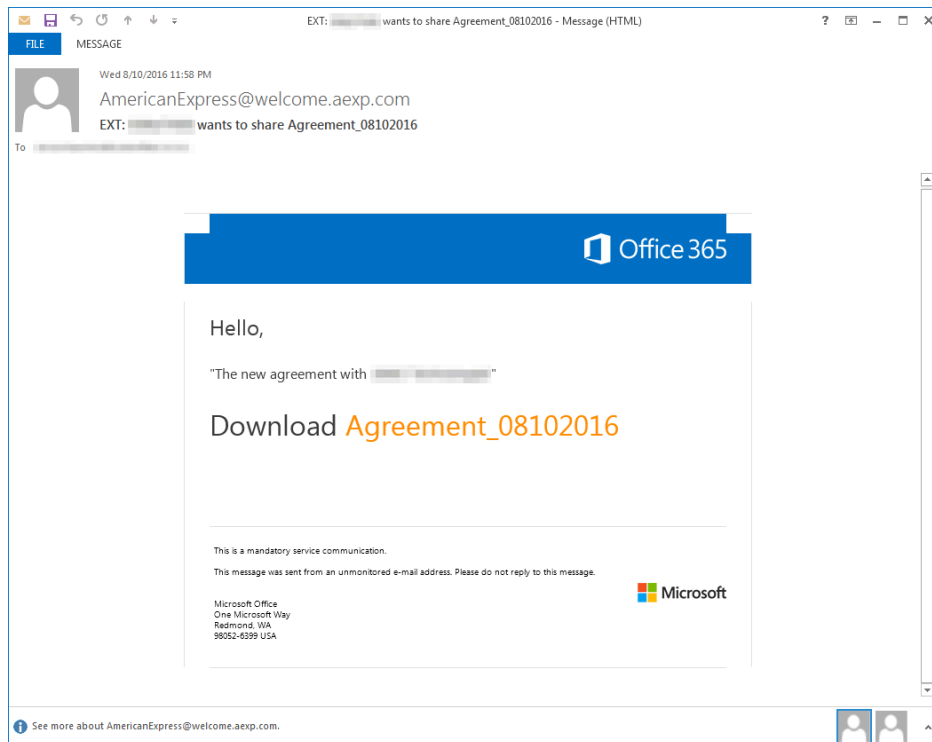 EXT: wants to share Agreement_08102016 - Message (HTML)
FILE MESSAGE
Wed 8/10/2016 11:58 PM
AmericanExpress@welcome.aexp.com
EXT: wants to share Agreement_08102016
To
Office 365
Hello,
"The new agreement with "
Download Agreement_08102016
This is a mandatory service communication.
This message was sent from an unmonitored e-mail address. Please do not reply to this message.
Microsoft
Microsoft Office
One Microsoft Way
Redmond, WA
98052-6399 USA
See more about AmericanExpress@welcome.aexp.com.